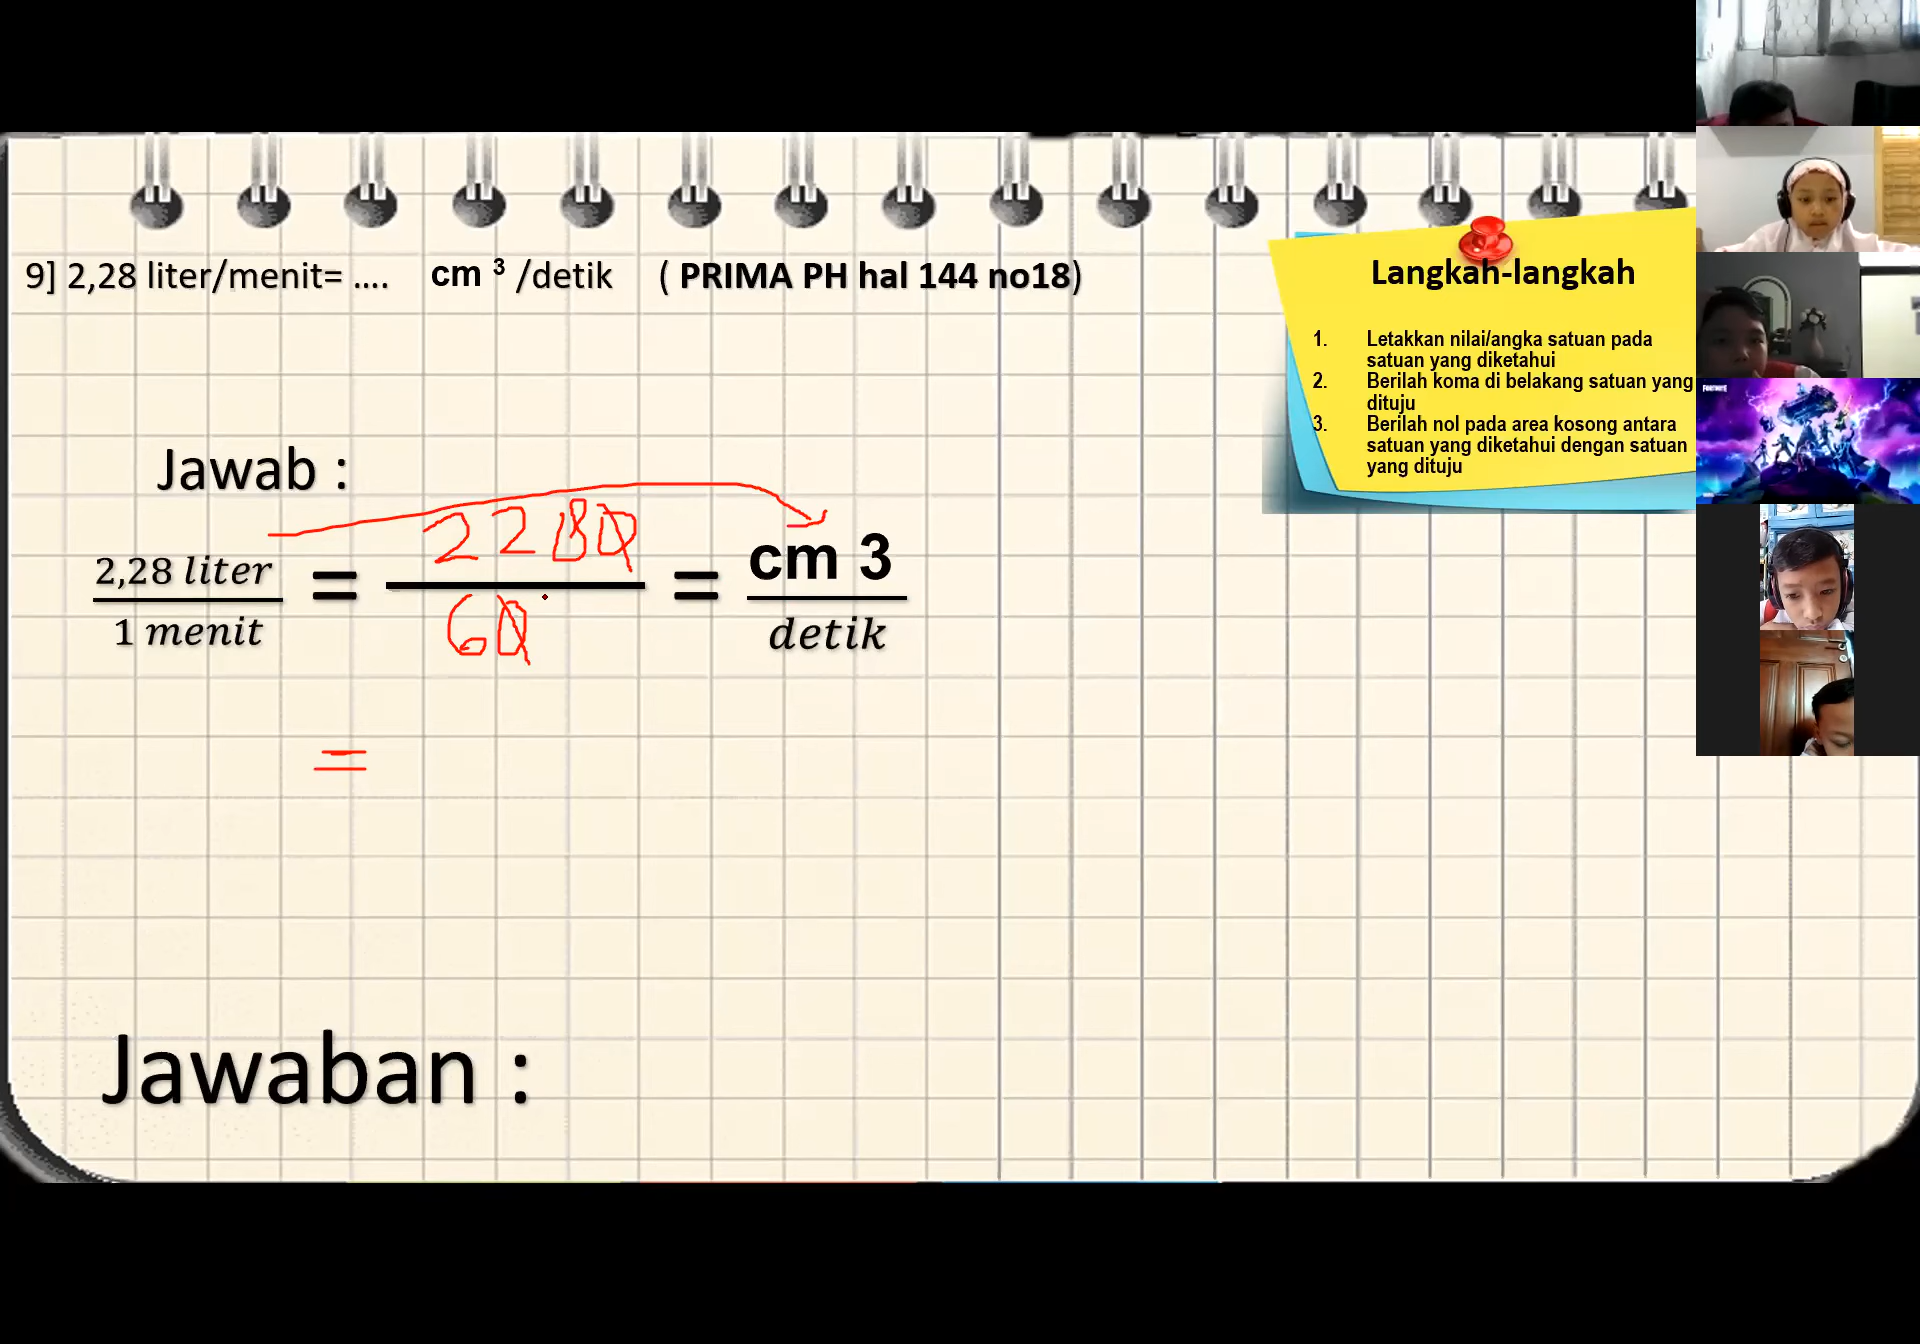 9] 2,28 liter/menit= .... cm 3 /detik ( PRIMA PH hal 144 no18)
Langkah-langkah
1. Letakkan nilai/angka satuan pada
satuan yang diketahui
2. Berilah koma di belakang satuan yang
dituju
3. Berilah nol pada area kosong antara
satuan yang diketahui dengan satuan
yang dituju
FORTNITE
Jawab :
2,28 liter
1 menit
=
2280
60
=
cm 3
detik
=
Jawaban :